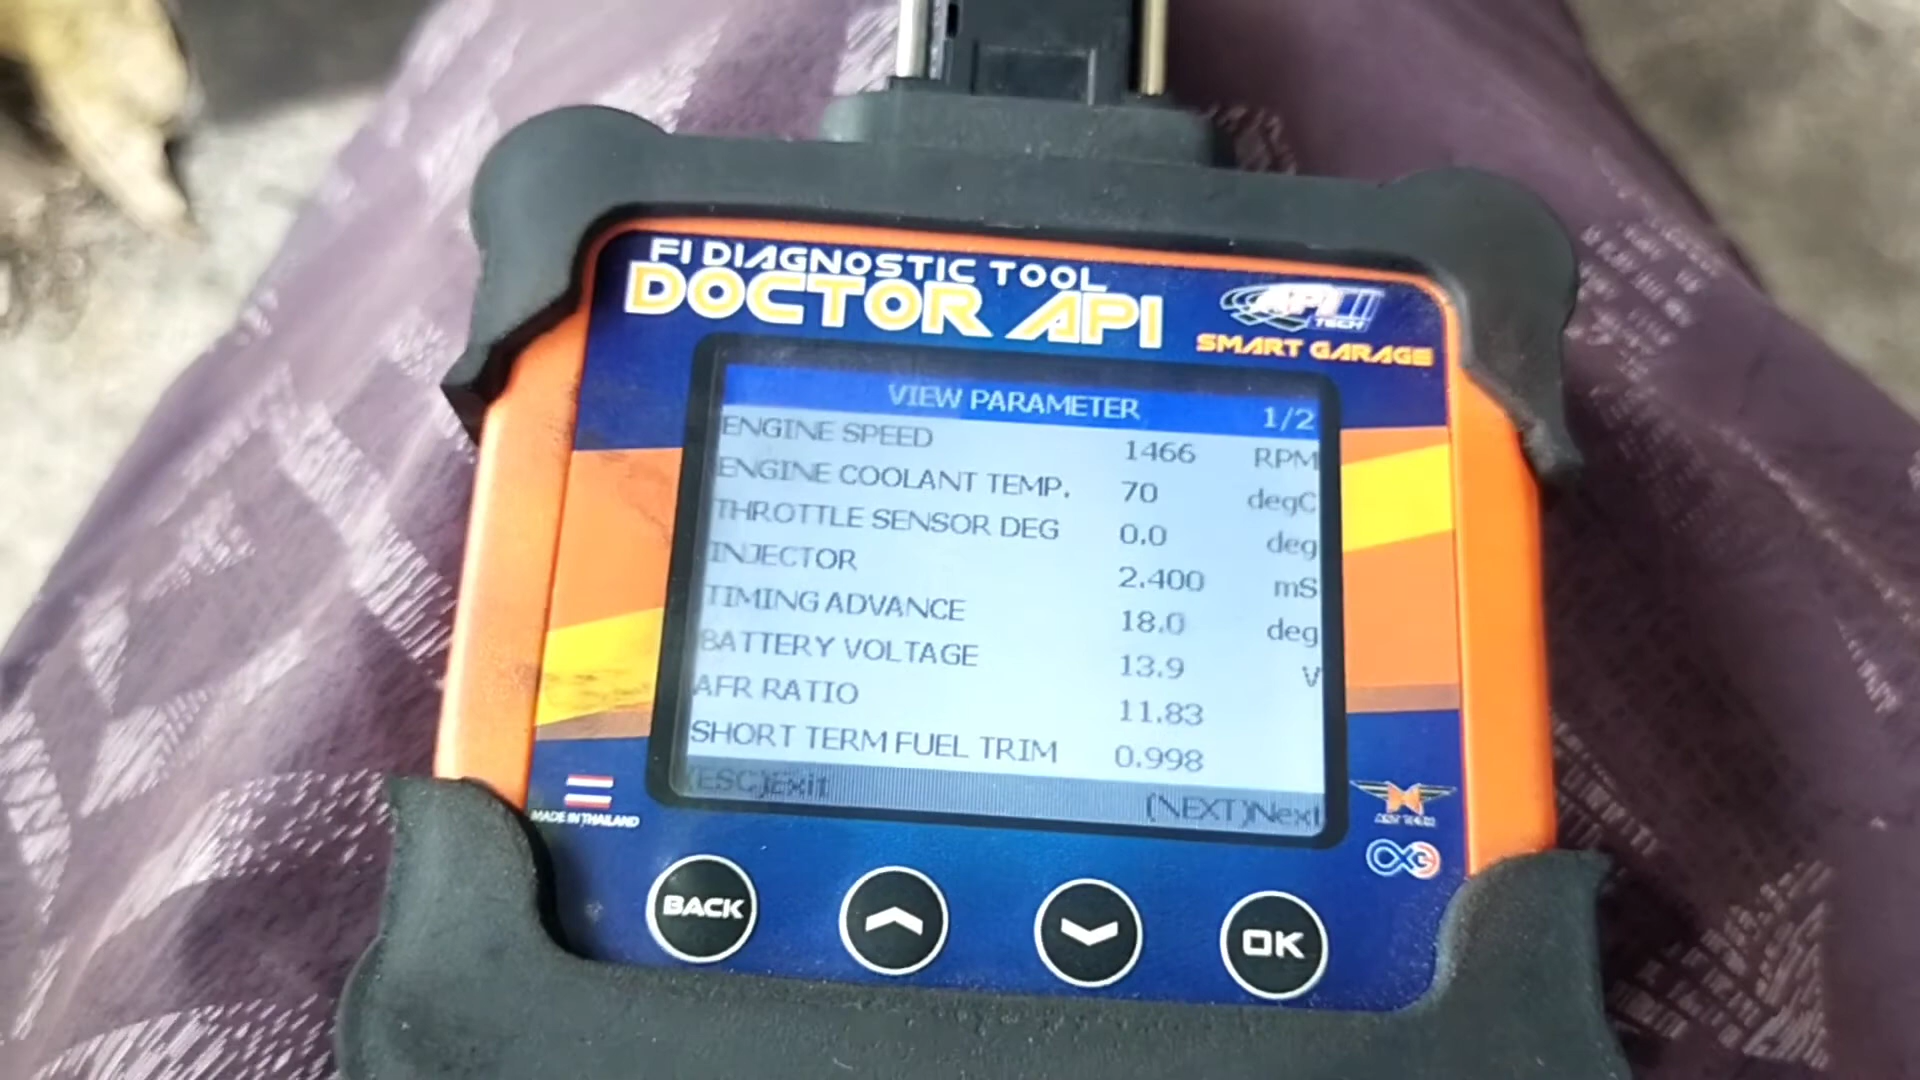 FI DIAGNOSTIC TOOL
DOCTOR API
API TECH
SMART GARAGE
VIEW PARAMETER 1/2
ENGINE SPEED 1466 RPM
ENGINE COOLANT TEMP. 70 degC
THROTTLE SENSOR DEG 0.0 deg
INJECTOR 2.400 mS
TIMING ADVANCE 18.0 deg
BATTERY VOLTAGE 13.9 V
AFR RATIO 11.83
SHORT TERM FUEL TRIM 0.998
(ESC)Exit (NEXT)Next
MADE IN THAILAND
BACK
OK